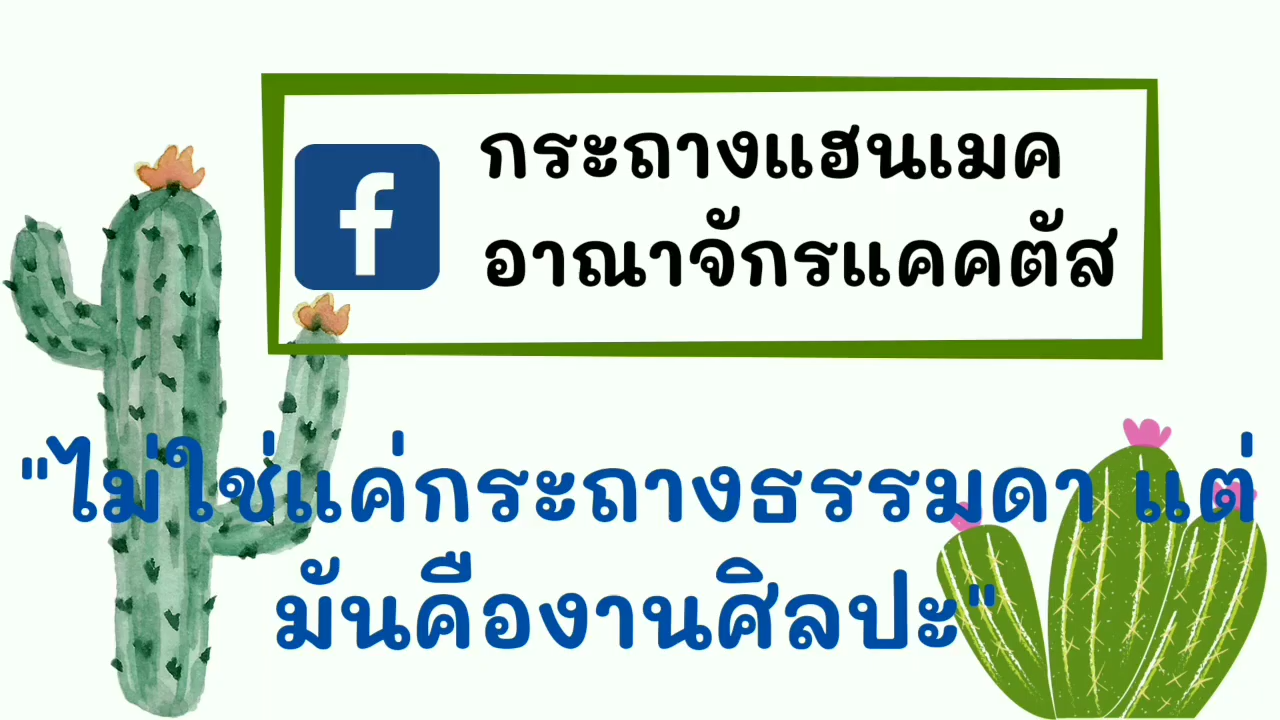 f
กระถางแฮนเมค
อาณาจักรแคคตัส
"ไม่ใช่แค่กระถางธรรมดา แต่
มันคืองานศิลปะ"